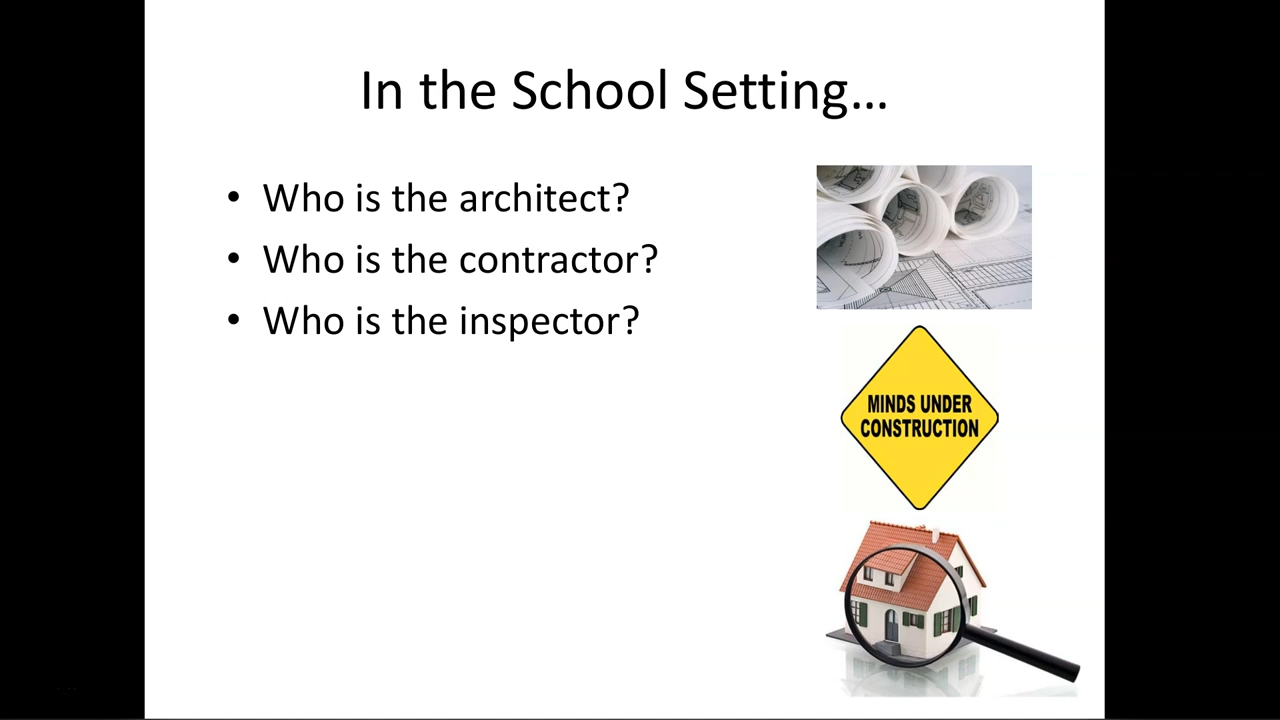 In the School Setting...
• Who is the architect?
• Who is the contractor?
• Who is the inspector?
MINDS UNDER
CONSTRUCTION